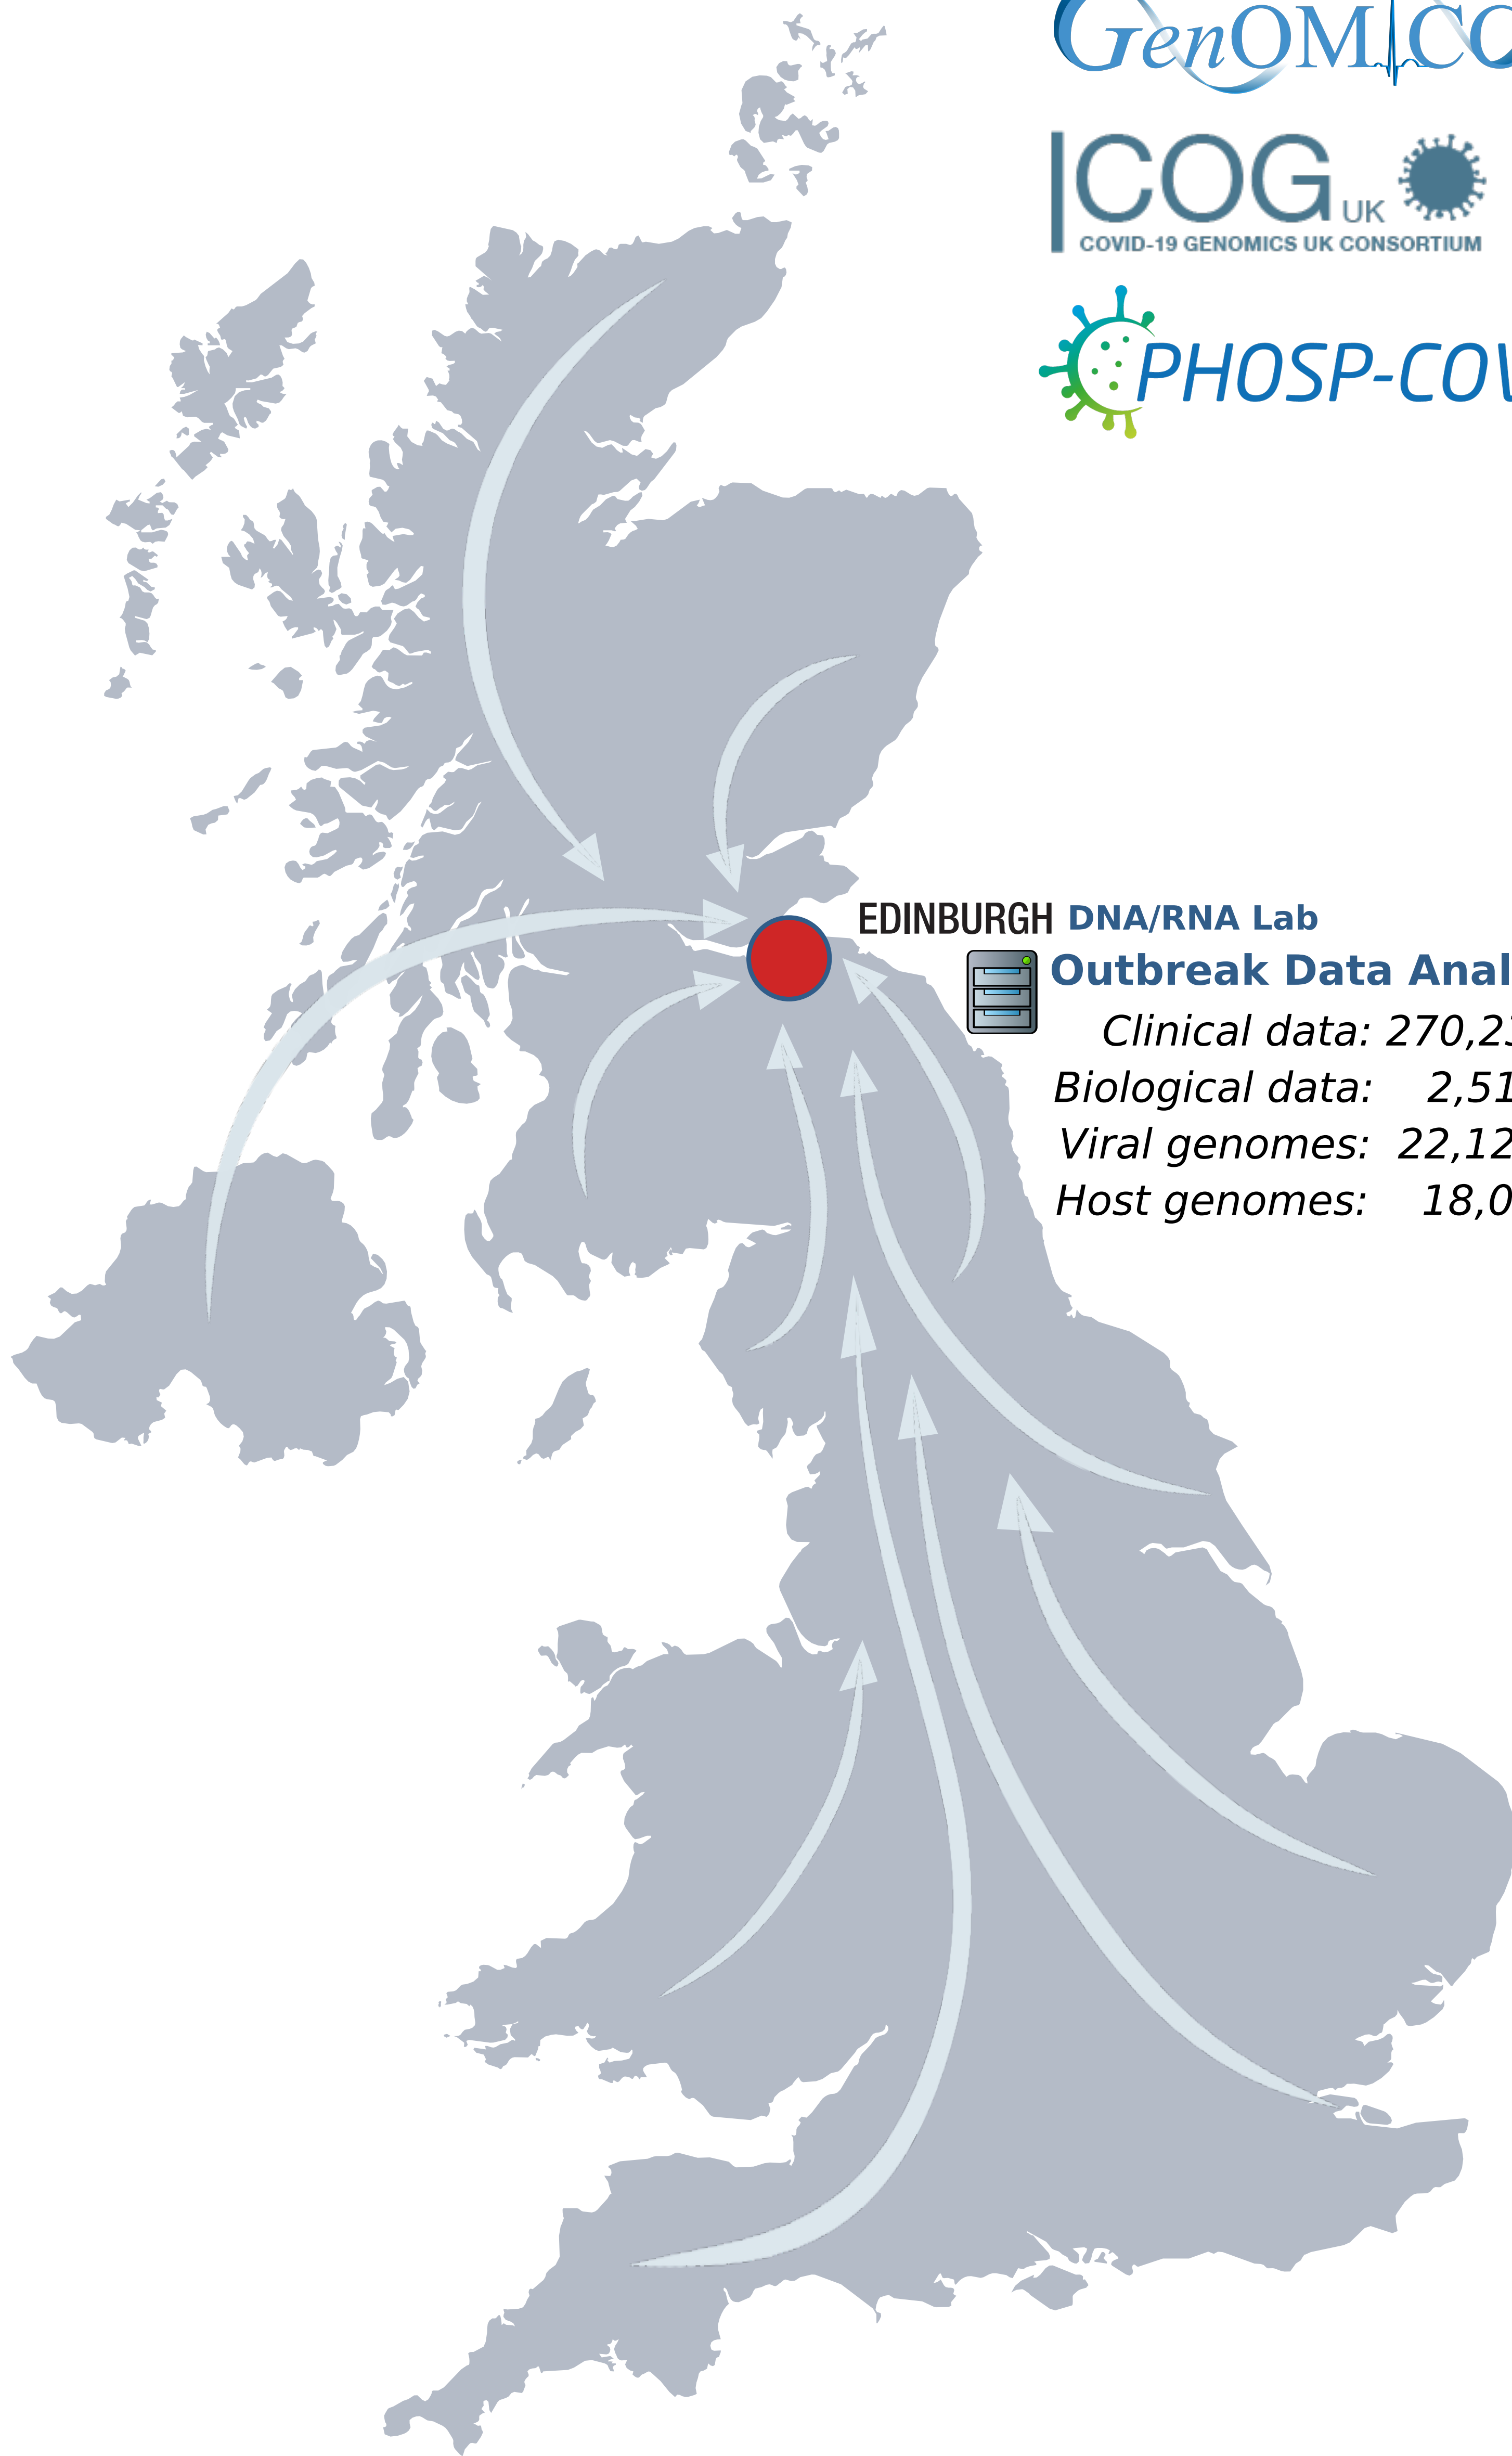 GenOMICC
COG UK
COVID-19 GENOMICS UK CONSORTIUM
PHOSP-COV
EDINBURGH DNA/RNA Lab
Outbreak Data Anal
Clinical data: 270,23
Biological data: 2,51
Viral genomes: 22,12
Host genomes: 18,0